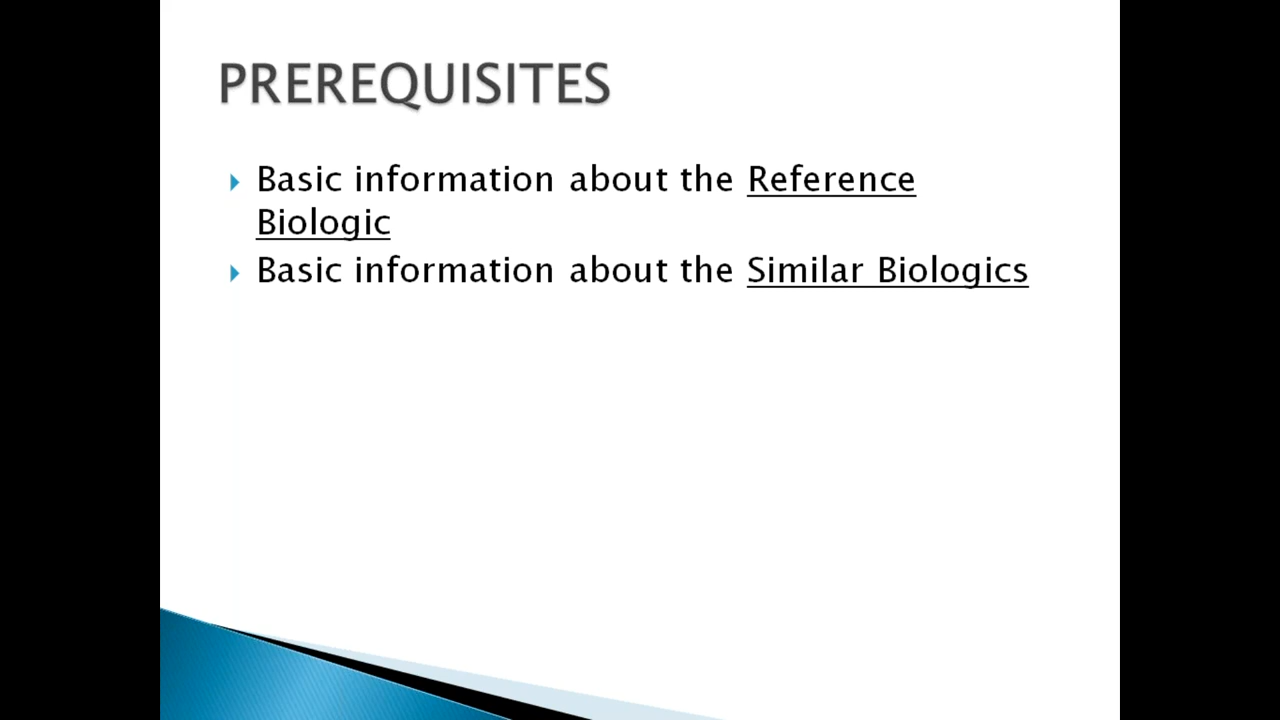 PREREQUISITES
Basic information about the Reference
Biologic
Basic information about the Similar Biologics